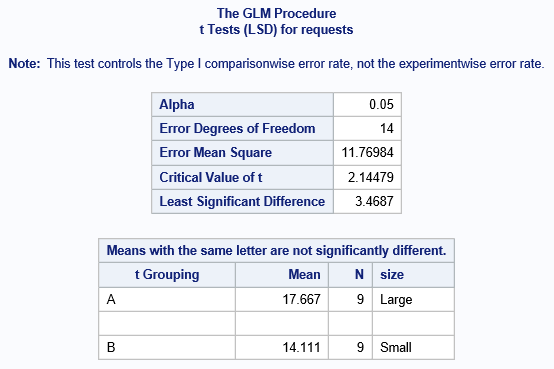 The GLM Procedure
t Tests (LSD) for requests
Note: This test controls the Type I comparisonwise error rate, not the experimentwise error rate.
Alpha 0.05
Error Degrees of Freedom 14
Error Mean Square 11.76984
Critical Value of t 2.14479
Least Significant Difference 3.4687
Means with the same letter are not significantly different.
t Grouping Mean N size
A 17.667 9 Large
B 14.111 9 Small